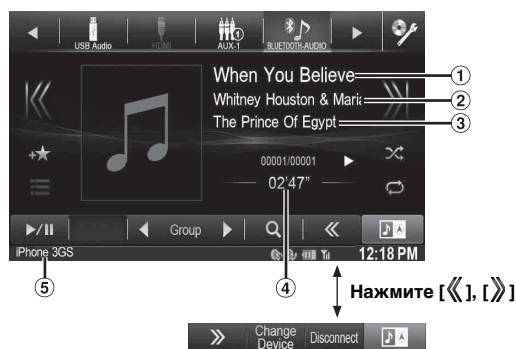 USB Audio HDMI AUX-1 BLUETOOTH-AUDIO
When You Believe ①
Whitney Houston & Maria ②
The Prince Of Egypt ③
00001/00001
02'47"
Group
iPhone 3GS 12:18 PM
⑤ ④
Нажмите [《], [》]
Change Device Disconnect